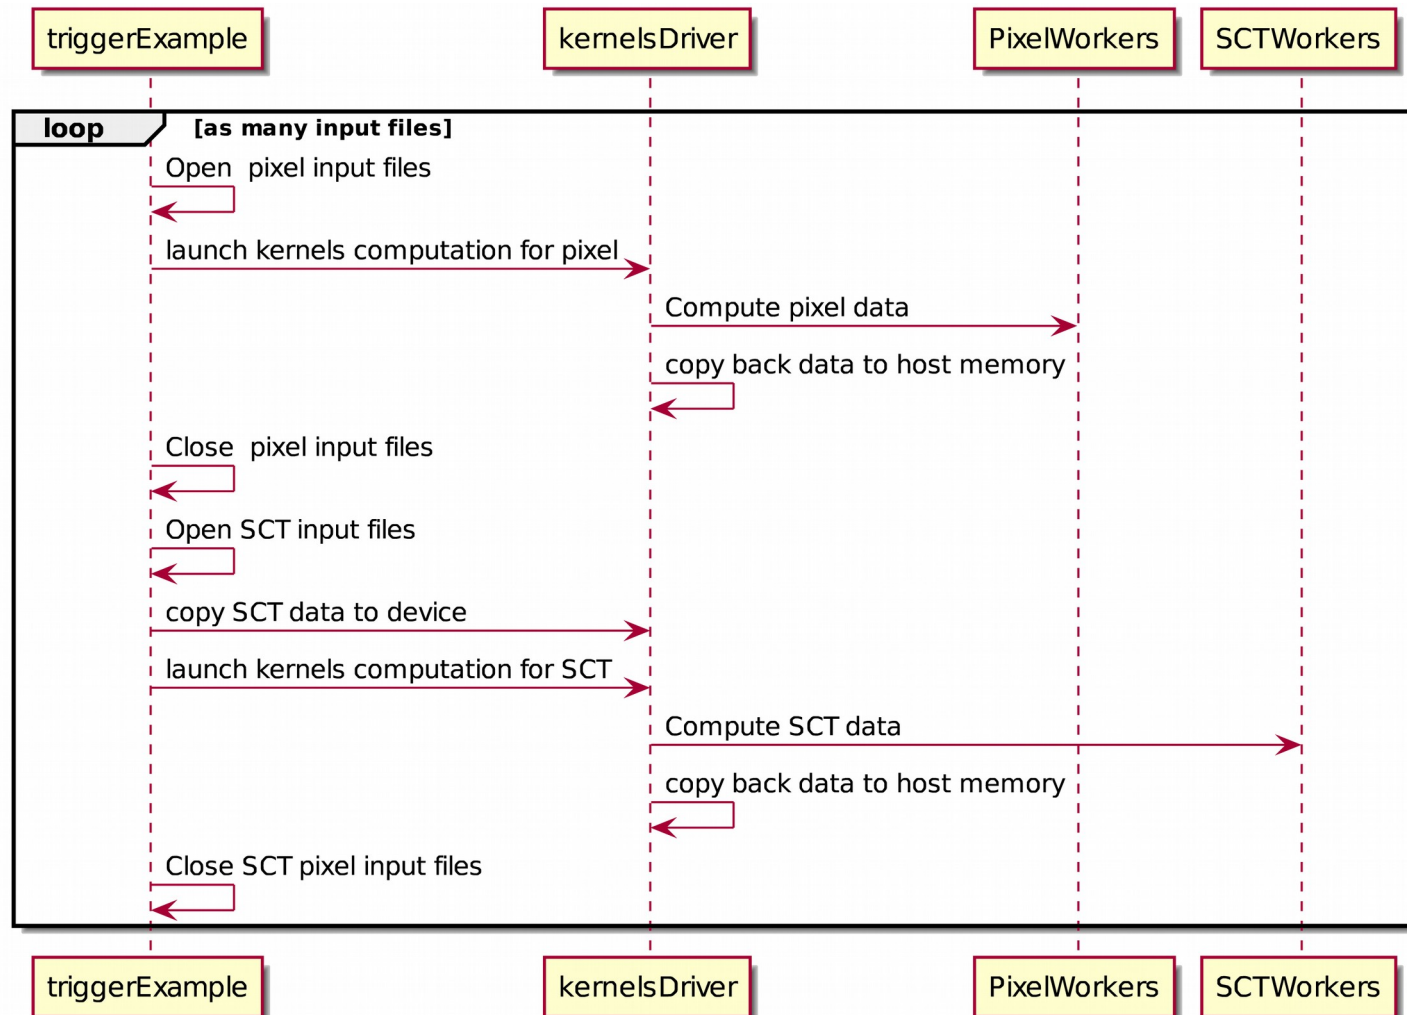 triggerExample kernelsDriver PixelWorkers SCTWorkers
loop [as many input files]
Open pixel input files
launch kernels computation for pixel
Compute pixel data
copy back data to host memory
Close pixel input files
Open SCT input files
copy SCT data to device
launch kernels computation for SCT
Compute SCT data
copy back data to host memory
Close SCT pixel input files
triggerExample kernelsDriver PixelWorkers SCTWorkers